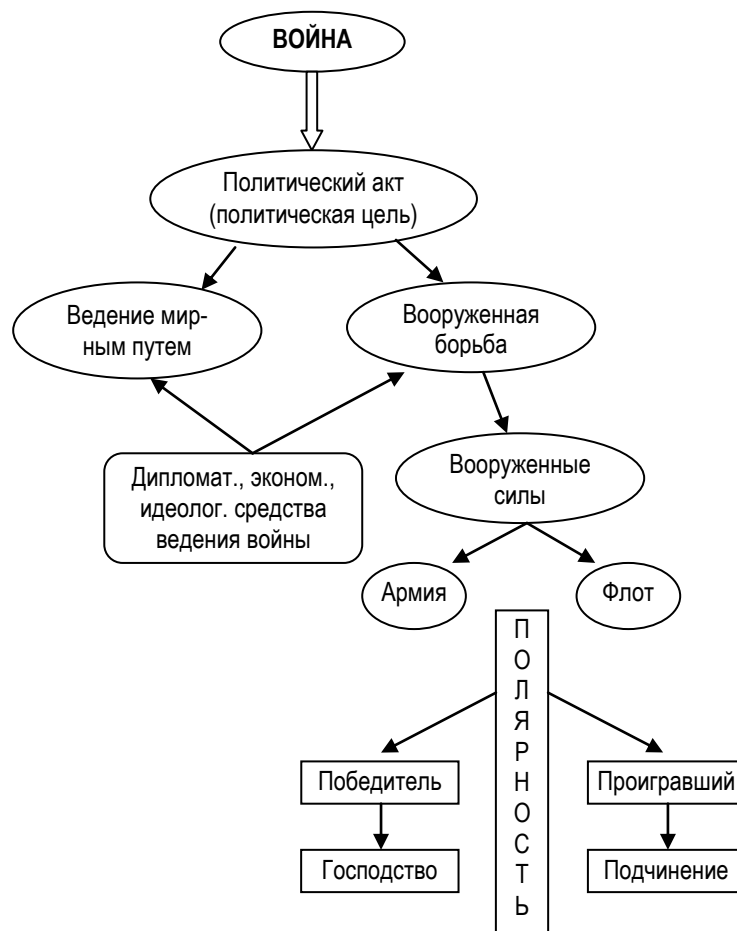 ВОЙНА
Политический акт
(политическая цель)
Ведение мир-
ным путем
Вооруженная
борьба
Дипломат., эконом.,
идеолог. средства
ведения войны
Вооруженные
силы
Армия
Флот
П
О
Л
Я
Р
Н
О
С
Т
Ь
Победитель
Проигравший
Господство
Подчинение